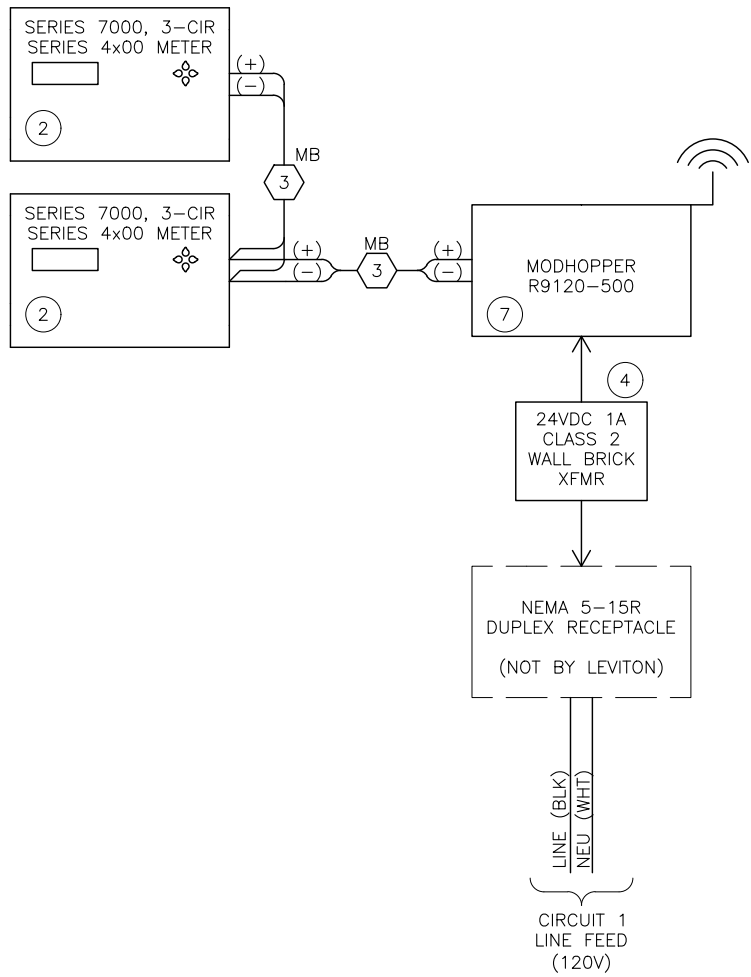 SERIES 7000, 3-CIR
SERIES 4x00 METER
(+)
(-)
2
MB
3
SERIES 7000, 3-CIR
SERIES 4x00 METER
(+)
(-)
2
MB
3
(+)
(-)
MODHOPPER
R9120-500
7
4
24VDC 1A
CLASS 2
WALL BRICK
XFMR
NEMA 5-15R
DUPLEX RECEPTACLE
(NOT BY LEVITON)
LINE (BLK)
NEU (WHT)
CIRCUIT 1
LINE FEED
(120V)